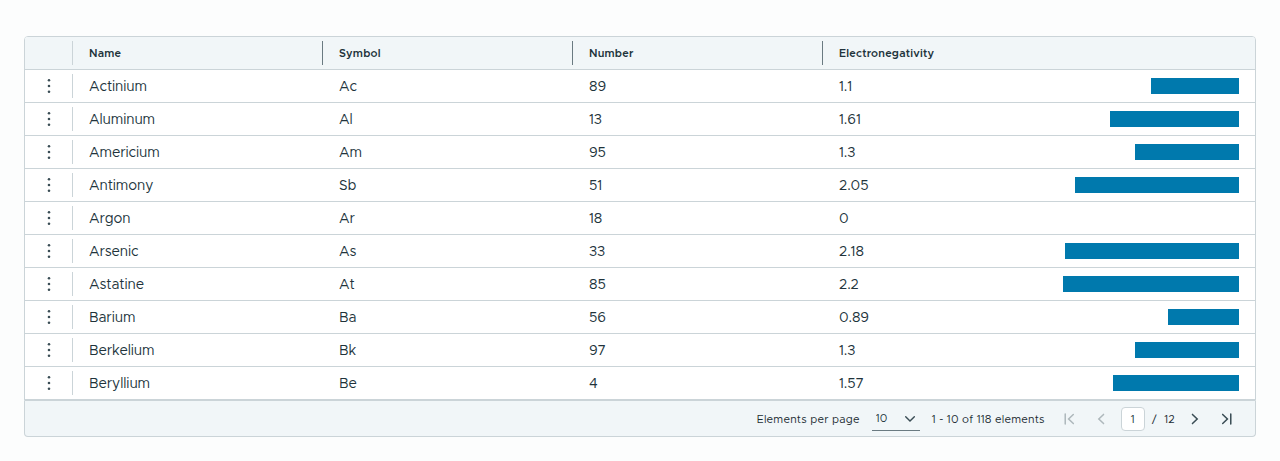 Name Symbol Number Electronegativity
Actinium Ac 89 1.1
Aluminum Al 13 1.61
Americium Am 95 1.3
Antimony Sb 51 2.05
Argon Ar 18 0
Arsenic As 33 2.18
Astatine At 85 2.2
Barium Ba 56 0.89
Berkelium Bk 97 1.3
Beryllium Be 4 1.57
Elements per page 10 1 - 10 of 118 elements 1 / 12